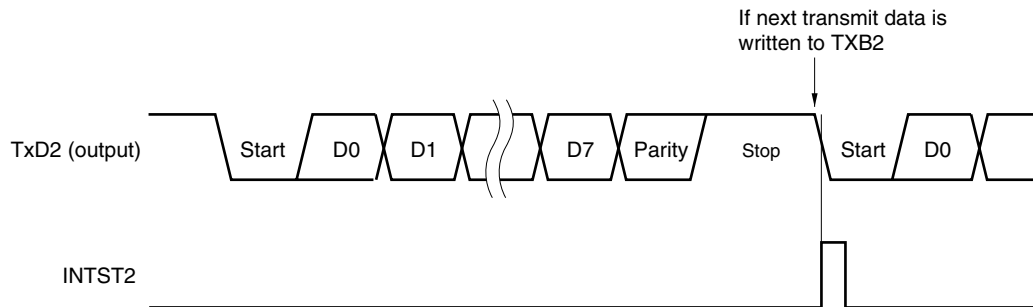 If next transmit data is
written to TXB2
TxD2 (output)
Start D0 D1 D7 Parity Stop Start D0
INTST2